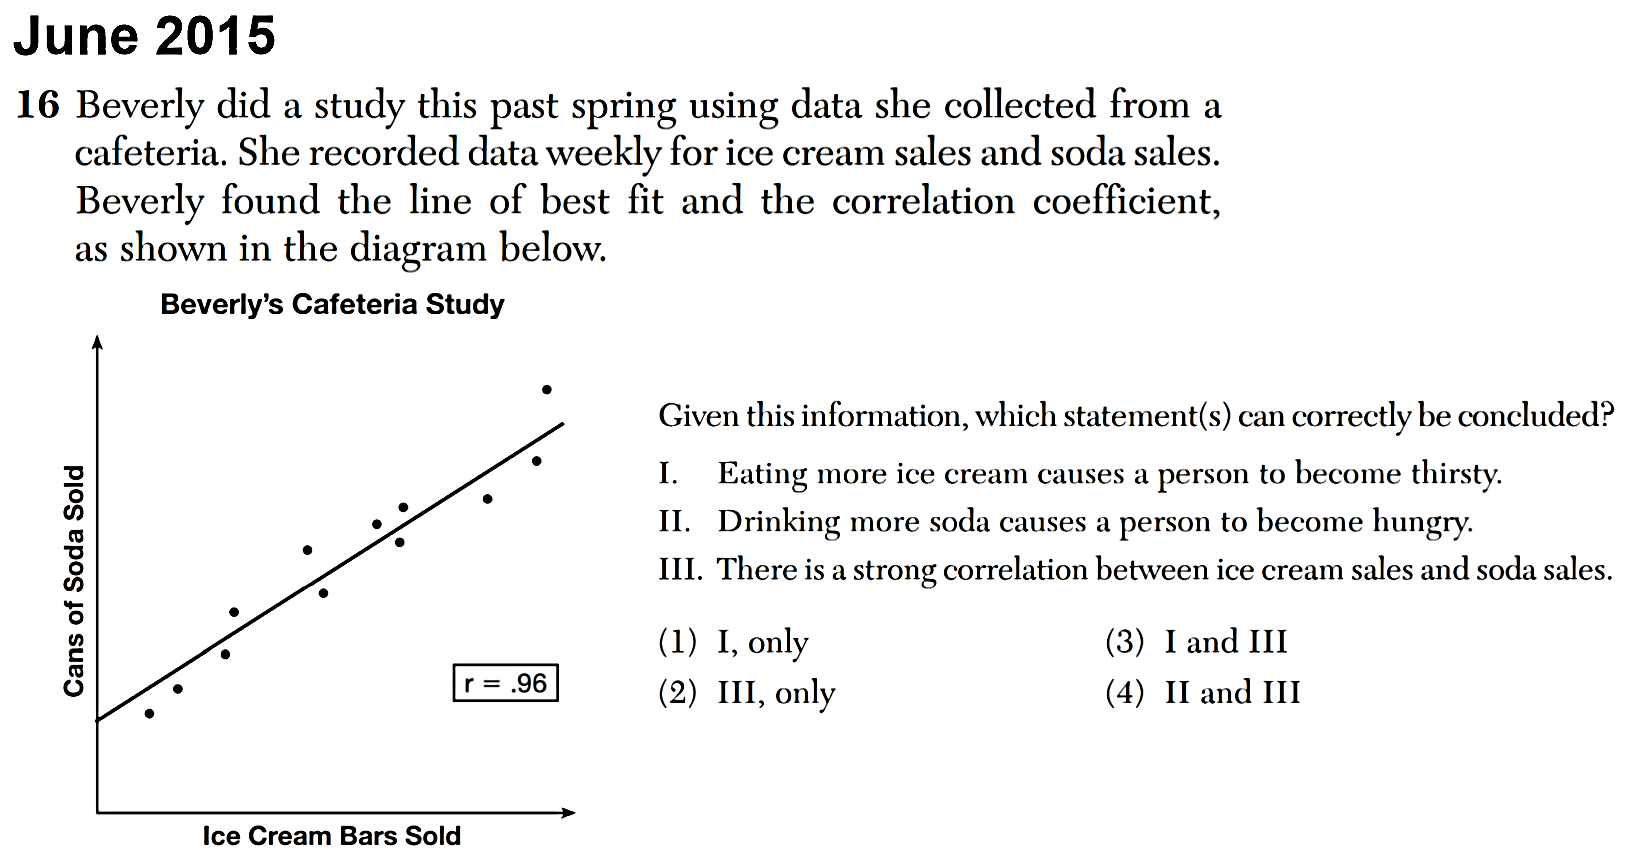 June 2015
16 Beverly did a study this past spring using data she collected from a
cafeteria. She recorded data weekly for ice cream sales and soda sales.
Beverly found the line of best fit and the correlation coefficient,
as shown in the diagram below.
Beverly's Cafeteria Study
Cans of Soda Sold
r = .96
Ice Cream Bars Sold
Given this information, which statement(s) can correctly be concluded?
I. Eating more ice cream causes a person to become thirsty.
II. Drinking more soda causes a person to become hungry.
III. There is a strong correlation between ice cream sales and soda sales.
(1) I, only
(3) I and III
(2) III, only
(4) II and III